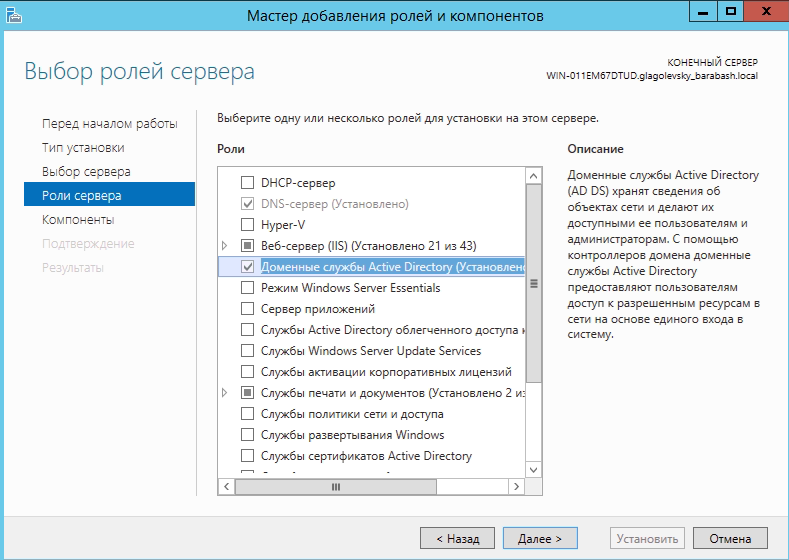 Мастер добавления ролей и компонентов
Выбор ролей сервера
КОНЕЧНЫЙ СЕРВЕР
WIN-011EM67DTUD.glagolevsky_barabash.local
Перед началом работы
Тип установки
Выбор сервера
Роли сервера
Компоненты
Подтверждение
Результаты
Выберите одну или несколько ролей для установки на этом сервере.
Роли
DHCP-сервер
DNS-сервер (Установлено)
Hyper-V
Веб-сервер (IIS) (Установлено 21 из 43)
Доменные службы Active Directory (Установлено
Режим Windows Server Essentials
Сервер приложений
Службы Active Directory облегченного доступа к
Службы Windows Server Update Services
Службы активации корпоративных лицензий
Службы печати и документов (Установлено 2 из
Службы политики сети и доступа
Службы развертывания Windows
Службы сертификатов Active Directory
Описание
Доменные службы Active Directory
(AD DS) хранят сведения об
объектах сети и делают их
доступными ее пользователям и
администраторам. С помощью
контроллеров домена доменные
службы Active Directory
предоставляют пользователям
доступ к разрешенным ресурсам в
сети на основе единого входа в
систему.
< Назад
Далее >
Установить
Отмена